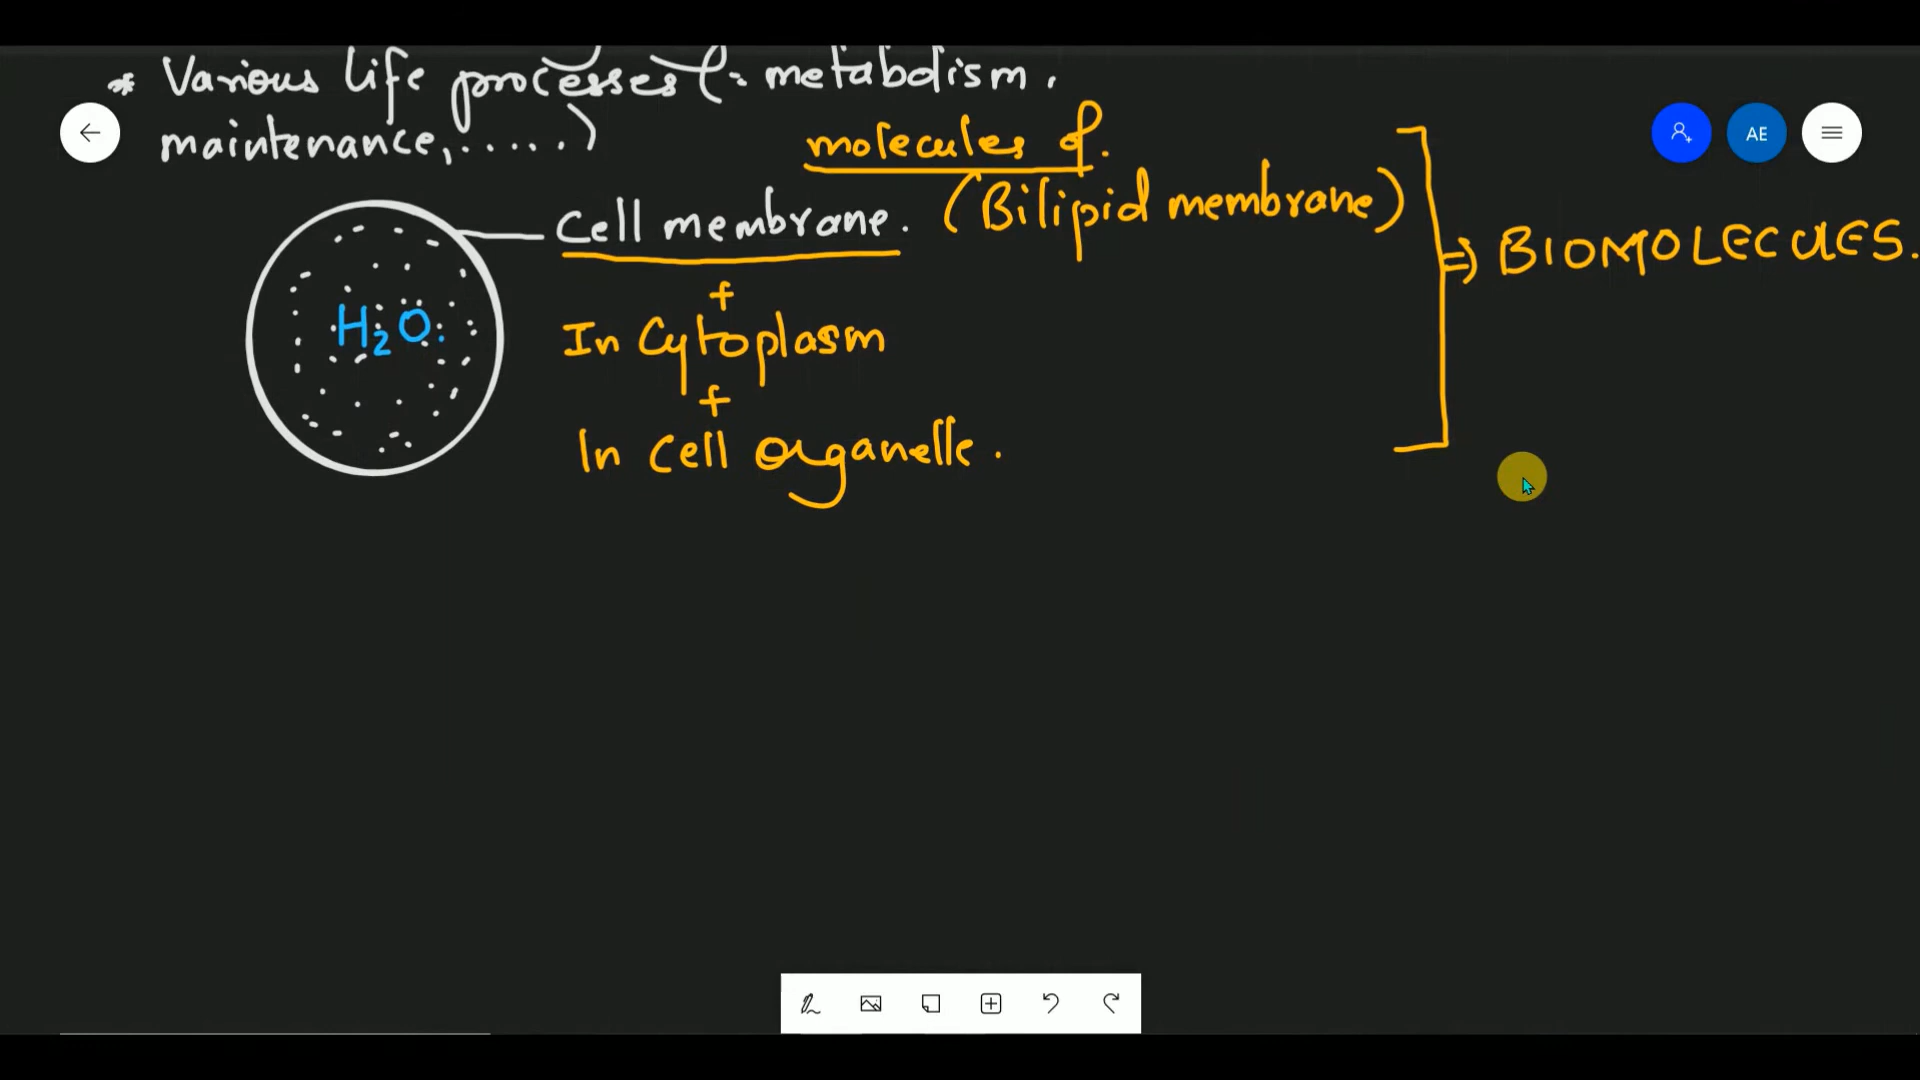 * Various life processes (- metabolism.
maintenance,.....)
molecules of.
Cell membrane. (Bilipid membrane)
⇒ BIOMOLECULES.
+
H₂O
In Cytoplasm
+
In cell organelle.
AE